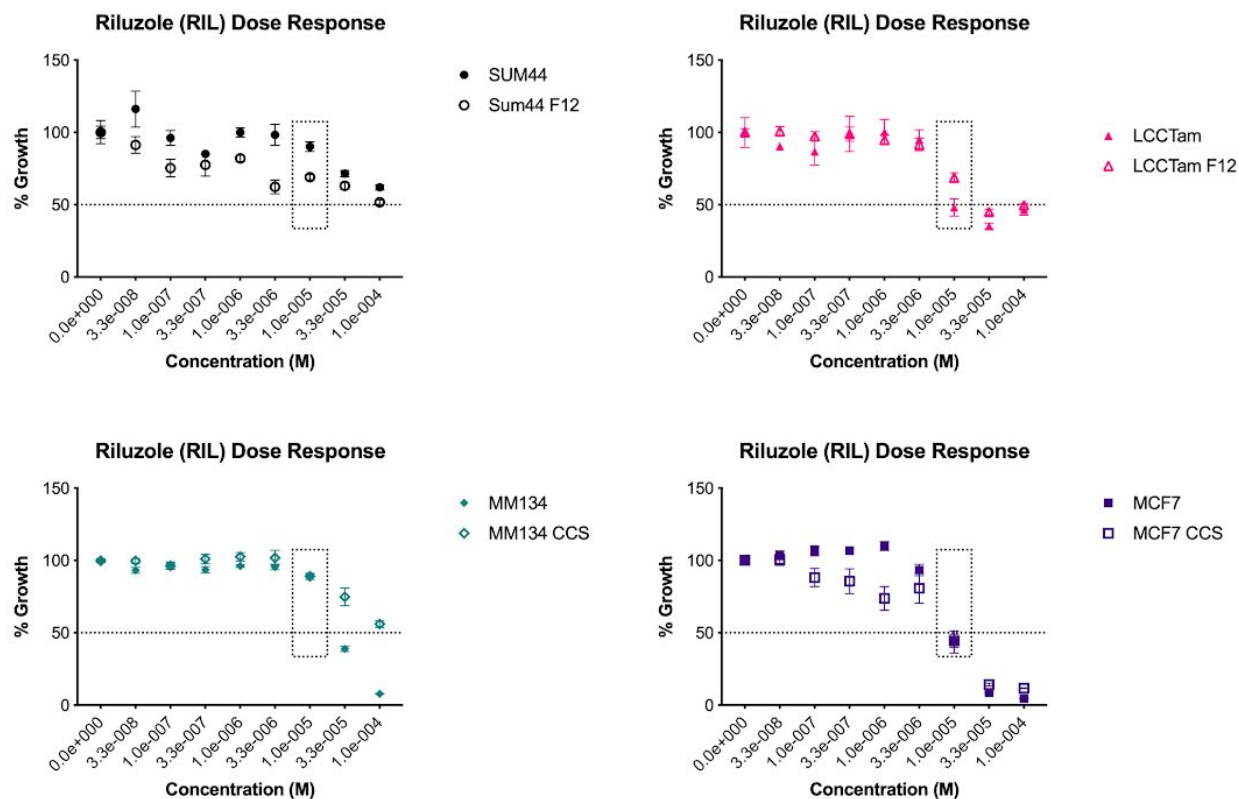 Riluzole (RIL) Dose Response
150
100
50
0
% Growth
0.0e+000
3.3e-008
1.0e-007
3.3e-007
1.0e-006
3.3e-006
1.0e-005
3.3e-005
1.0e-004
Concentration (M)
SUM44
Sum44 F12
Riluzole (RIL) Dose Response
150
100
50
0
% Growth
0.0e+000
3.3e-008
1.0e-007
3.3e-007
1.0e-006
3.3e-006
1.0e-005
3.3e-005
1.0e-004
Concentration (M)
LCCTam
LCCTam F12
Riluzole (RIL) Dose Response
150
100
50
0
% Growth
0.0e+000
3.3e-008
1.0e-007
3.3e-007
1.0e-006
3.3e-006
1.0e-005
3.3e-005
1.0e-004
Concentration (M)
MM134
MM134 CCS
Riluzole (RIL) Dose Response
150
100
50
0
% Growth
0.0e+000
3.3e-008
1.0e-007
3.3e-007
1.0e-006
3.3e-006
1.0e-005
3.3e-005
1.0e-004
Concentration (M)
MCF7
MCF7 CCS